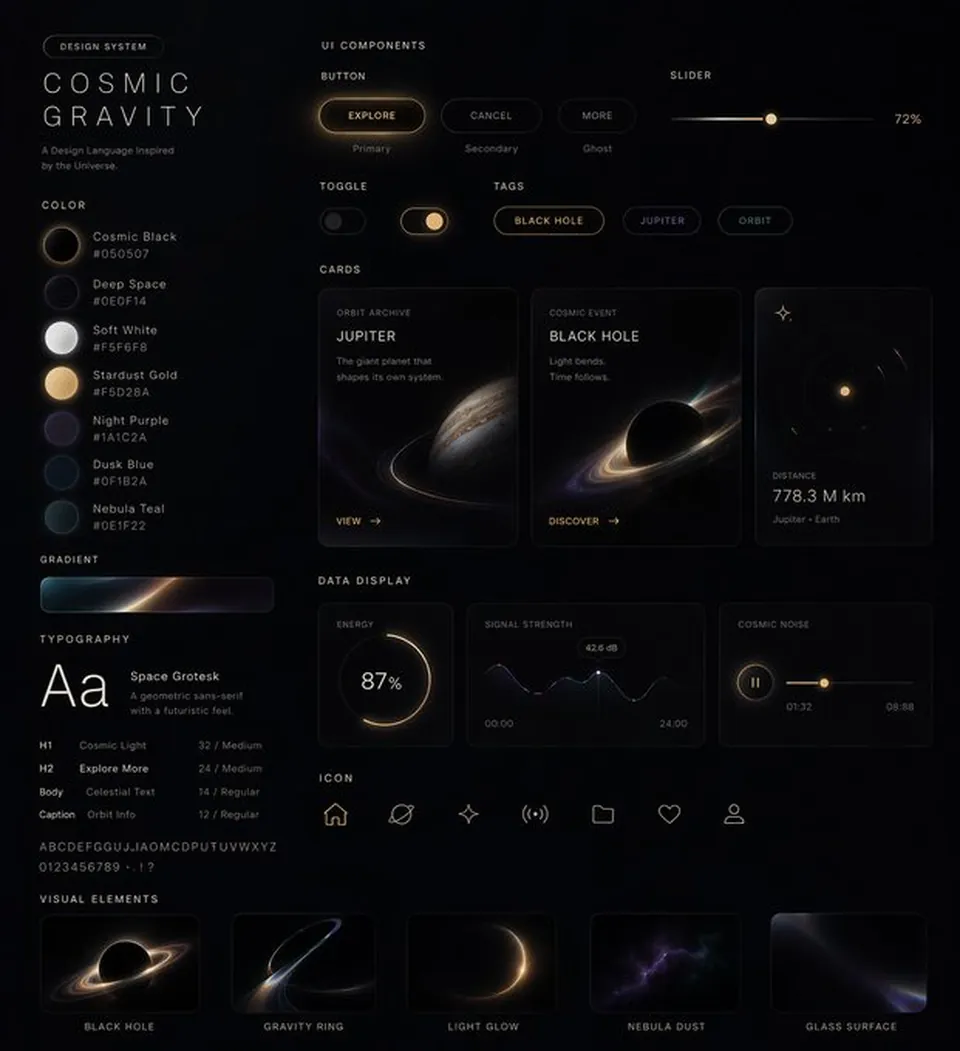 DESIGN SYSTEM
COSMIC
GRAVITY
A Design Language Inspired
by the Universe.
COLOR
Cosmic Black
#050507
Deep Space
#0E0F14
Soft White
#F5F6F8
Stardust Gold
#F5D28A
Night Purple
#1A1C2A
Dusk Blue
#0F1B2A
Nebula Teal
#0E1F22
GRADIENT
TYPOGRAPHY
Aa
Space Grotesk
A geometric sans-serif
with a futuristic feel.
H1 Cosmic Light 32 / Medium
H2 Explore More 24 / Medium
Body Celestial Text 14 / Regular
Caption Orbit Info 12 / Regular
0123456789 · . ! ?
UI COMPONENTS
BUTTON
EXPLORE
Primary
CANCEL
Secondary
MORE
Ghost
SLIDER
72%
TOGGLE
TAGS
BLACK HOLE
JUPITER
ORBIT
CARDS
ORBIT ARCHIVE
JUPITER
The giant planet that
shapes its own system.
VIEW →
COSMIC EVENT
BLACK HOLE
Light bends.
Time follows.
DISCOVER →
DISTANCE
778.3 M km
Jupiter • Earth
DATA DISPLAY
ENERGY
87%
SIGNAL STRENGTH
42.6 dB
00:00
24:00
COSMIC NOISE
01:32
ICON
VISUAL ELEMENTS
BLACK HOLE
GRAVITY RING
LIGHT GLOW
NEBULA DUST
GLASS SURFACE